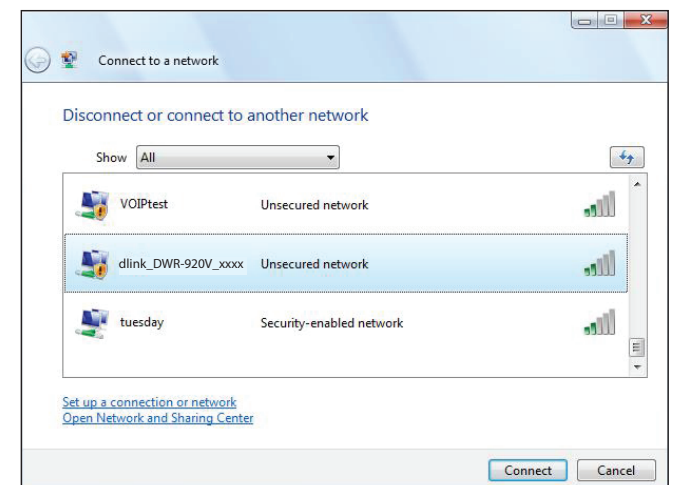 Connect to a network
Disconnect or connect to another network
Show All
VOIPtest Unsecured network
dlink_DWR-920V_xxxx Unsecured network
tuesday Security-enabled network
Set up a connection or network
Open Network and Sharing Center
Connect Cancel